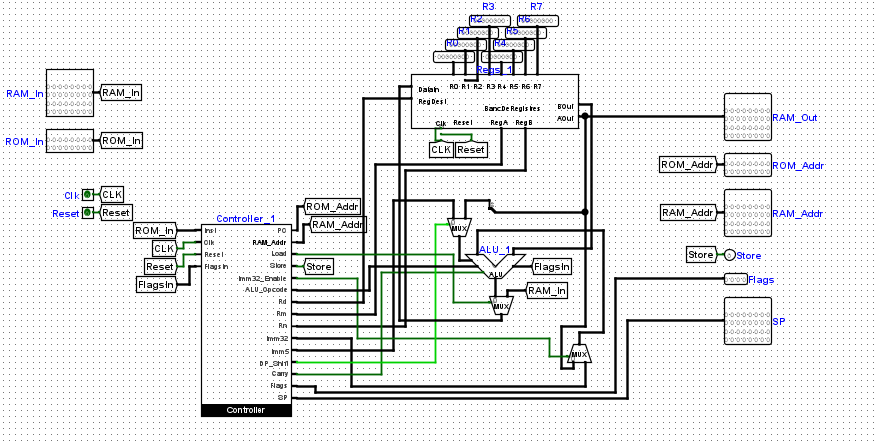 R3 R7
R2 R6
R1 R5
R0 R4
Regs_1
DataIn R0 R1 R2 R3 R4 R5 R6 R7
RegDest
BancDeRegistres BOut
AOut
Clk Reset RegA RegB
CLK Reset
RAM_In RAM_In
ROM_In ROM_In
Clk CLK
Reset Reset
RAM_Out
ROM_Addr ROM_Addr
RAM_Addr RAM_Addr
Store Store
Flags
SP
Controller_1
ROM_In
CLK
Reset
FlagsIn
Clk
Reset
FlagsIn
PC
RAM_Addr
Load
Store
Imm32_Enable
ALU_Opcode
Rd
Rm
Rn
Imm32
Imm5
DP_Shift
Carry
Flags
SP
Controller
ROM_Addr
RAM_Addr
Store
MUX
ALU_1
ALU
FlagsIn
RAM_In
MUX
MUX